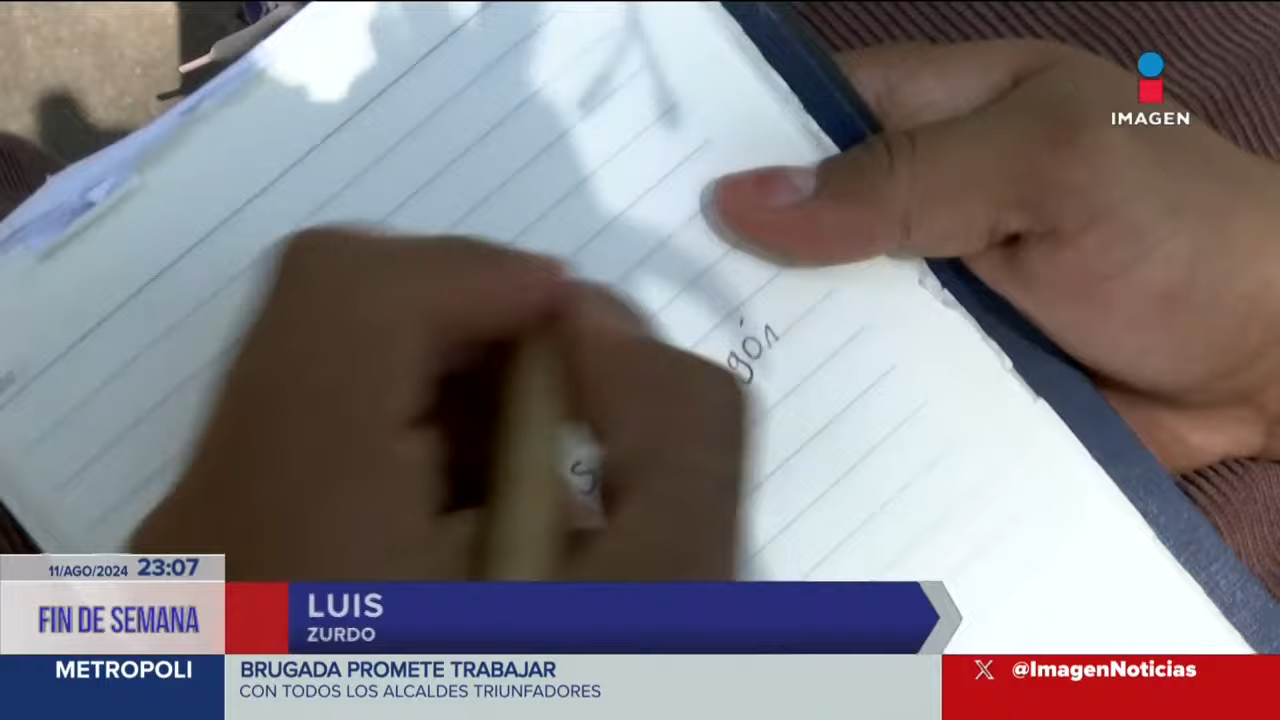 IMAGEN
gón
s
11/AGO/2024 23:07
FIN DE SEMANA
LUIS
ZURDO
METROPOLI
BRUGADA PROMETE TRABAJAR
CON TODOS LOS ALCALDES TRIUNFADORES
X @ImagenNoticias